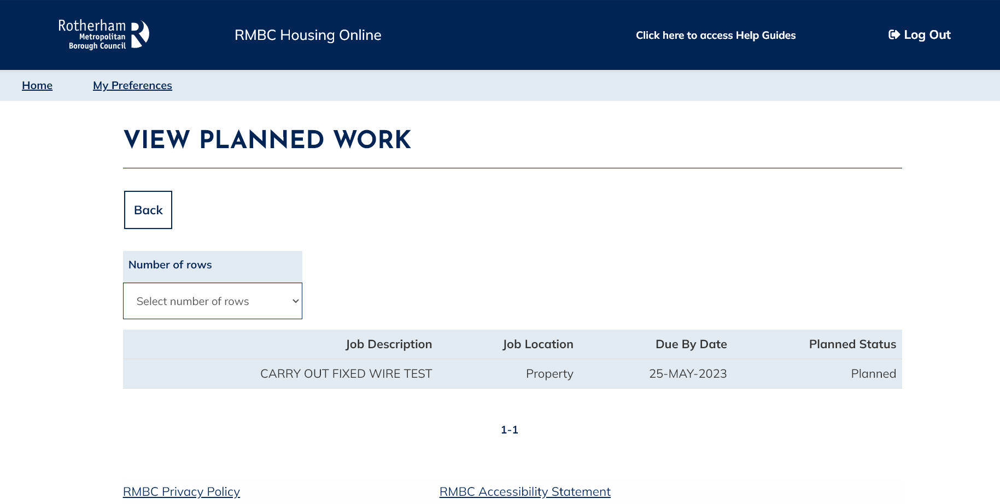 Rotherham
Metropolitan
Borough Council
RMBC Housing Online
Click here to access Help Guides
Log Out
Home
My Preferences
VIEW PLANNED WORK
Back
Number of rows
Select number of rows
Job Description Job Location Due By Date Planned Status
CARRY OUT FIXED WIRE TEST Property 25-MAY-2023 Planned
1-1
RMBC Privacy Policy
RMBC Accessibility Statement